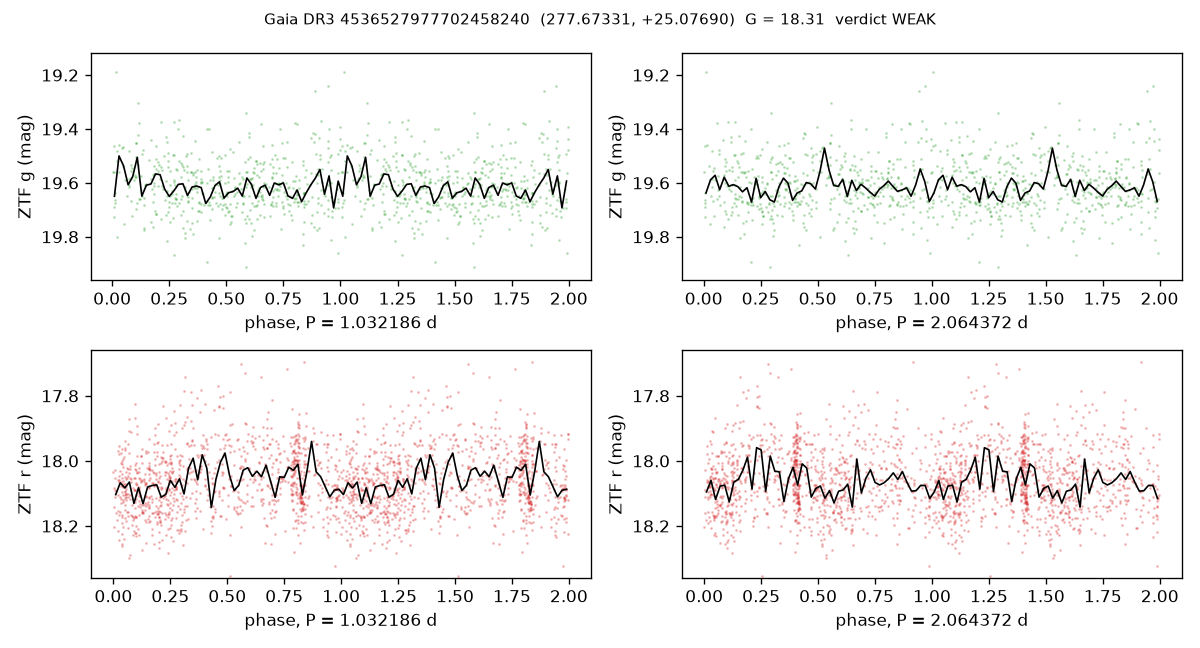 Gaia DR3 4536527977702458240 (277.67331, +25.07690) G = 18.31 verdict WEAK
ZTF g (mag)
19.2
19.4
19.6
19.8
0.00 0.25 0.50 0.75 1.00 1.25 1.50 1.75 2.00
phase, P = 1.032186 d
ZTF g (mag)
19.2
19.4
19.6
19.8
0.00 0.25 0.50 0.75 1.00 1.25 1.50 1.75 2.00
phase, P = 2.064372 d
ZTF r (mag)
17.8
18.0
18.2
0.00 0.25 0.50 0.75 1.00 1.25 1.50 1.75 2.00
phase, P = 1.032186 d
ZTF r (mag)
17.8
18.0
18.2
0.00 0.25 0.50 0.75 1.00 1.25 1.50 1.75 2.00
phase, P = 2.064372 d